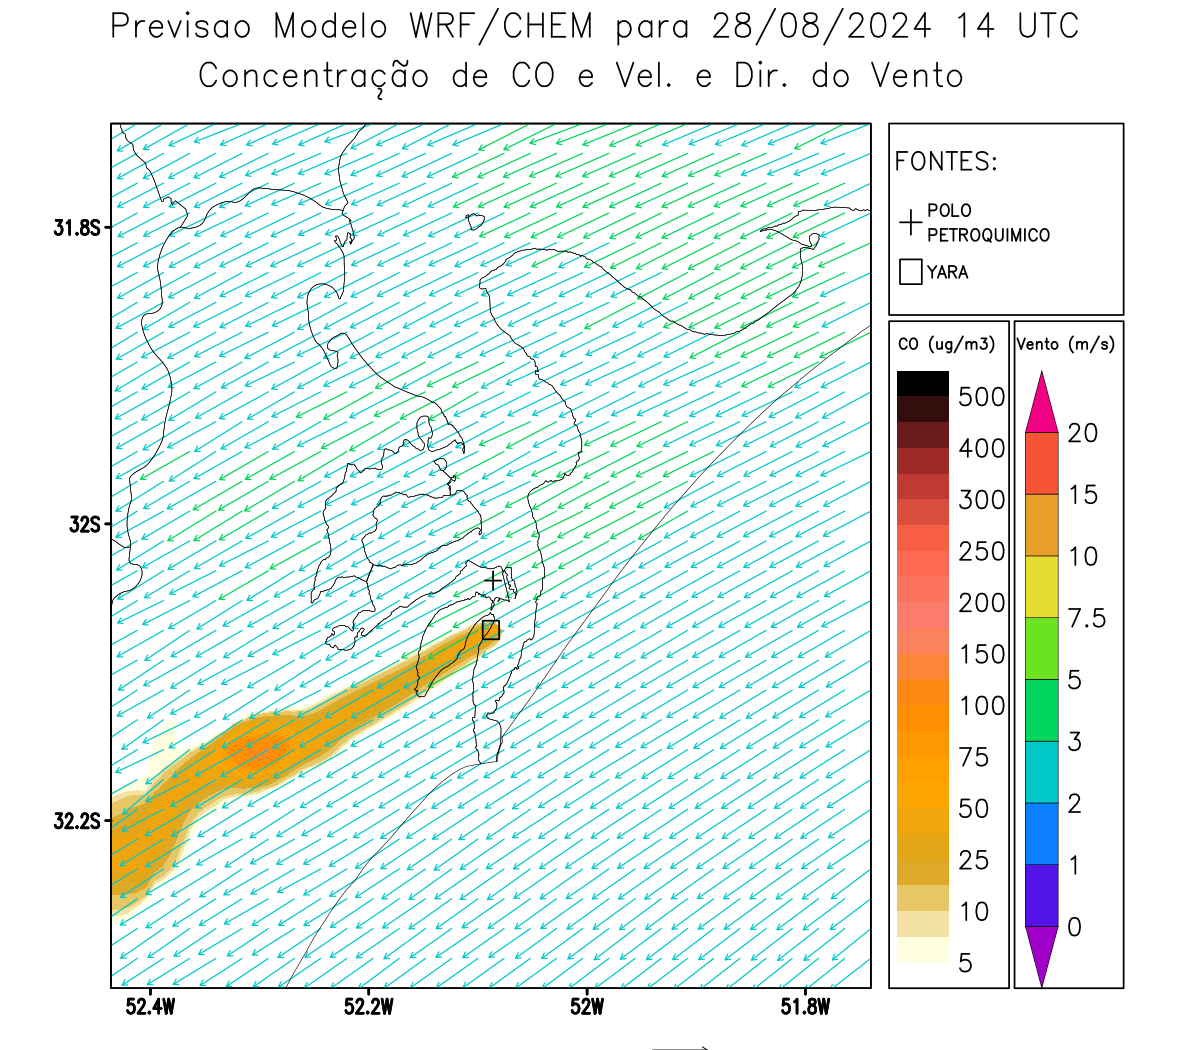 Previsao Modelo WRF/CHEM para 28/08/2024 14 UTC
Concentração de CO e Vel. e Dir. do Vento
FONTES:
POLO
PETROQUIMICO
YARA
CO (ug/m3)
500
400
300
250
200
150
100
75
50
25
10
5
Vento (m/s)
20
15
10
7.5
5
3
2
1
0
31.8S
32S
32.2S
52.4W
52.2W
52W
51.8W